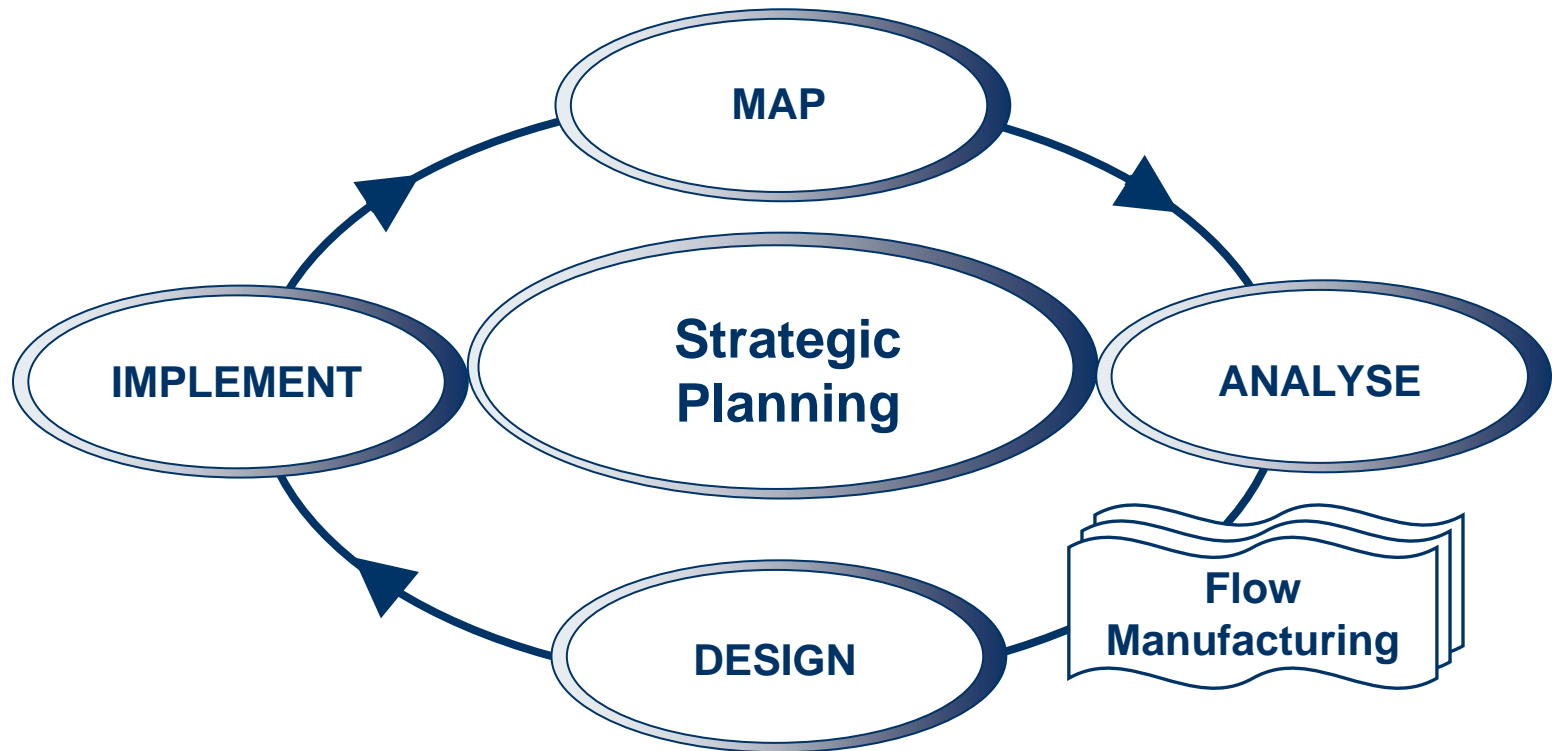 MAP
IMPLEMENT
Strategic
Planning
ANALYSE
Flow
Manufacturing
DESIGN